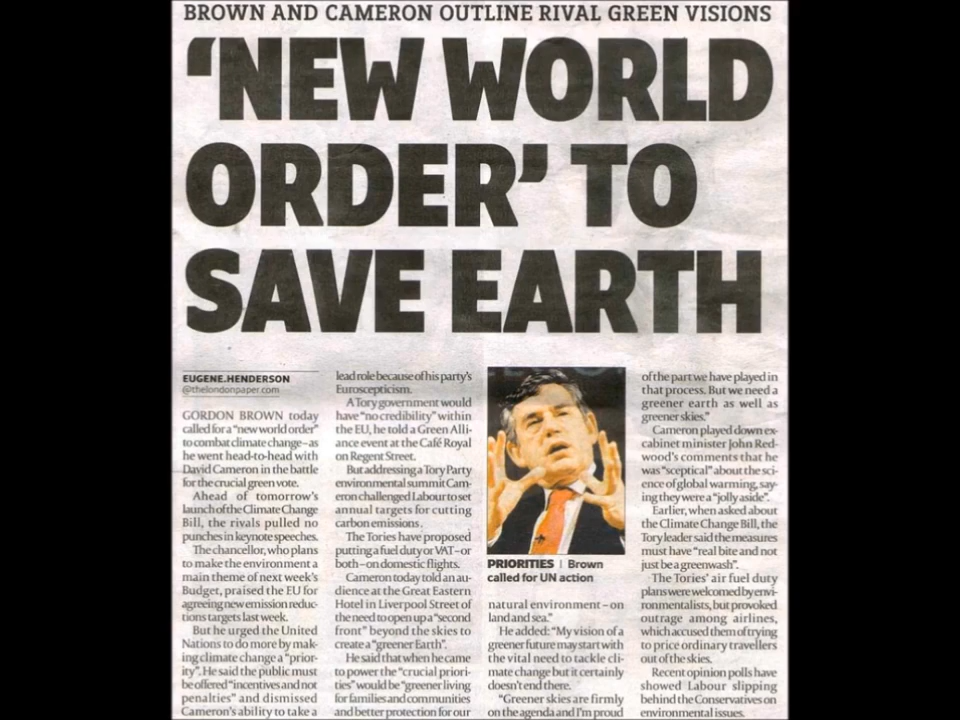 BROWN AND CAMERON OUTLINE RIVAL GREEN VISIONS
‘NEW WORLD
ORDER’ TO
SAVE EARTH
EUGENE.HENDERSON
@thelondonpaper.com
GORDON BROWN today
called for a “new world order”
to combat climate change – as
he went head-to-head with
David Cameron in the battle
for the crucial green vote.
Ahead of tomorrow’s
launch of the Climate Change
Bill, the rivals pulled no
punches in keynote speeches.
The chancellor, who plans
to make the environment a
main theme of next week’s
Budget, praised the EU for
agreeing new emission reduc-
tions targets last week.
But he urged the United
Nations to do more by mak-
ing climate change a “prior-
ity”. He said the public must
be offered “incentives and not
penalties” and dismissed
Cameron’s ability to take a
lead role because of his party’s
Euroscepticism.
A Tory government would
have “no credibility” within
the EU, he told a Green Alli-
ance event at the Café Royal
on Regent Street.
But addressing a Tory Party
environmental summit Cam-
eron challenged Labour to set
annual targets for cutting
carbon emissions.
The Tories have proposed
putting a fuel duty or VAT – or
both – on domestic flights.
Cameron today told an au-
dience at the Great Eastern
Hotel in Liverpool Street of
the need to open up a “second
front” beyond the skies to
create a “greener Earth”.
He said that when he came
to power the “crucial priori-
ties” would be “greener living
for families and communities
and better protection for our
PRIORITIES | Brown
called for UN action
natural environment – on
land and sea.”
He added: “My vision of a
greener future may start with
the vital need to tackle cli-
mate change but it certainly
doesn’t end there.
“Greener skies are firmly
on the agenda and I’m proud
of the part we have played in
that process. But we need a
greener earth as well as
greener skies.”
Cameron played down ex-
cabinet minister John Red-
wood’s comments that he
was “sceptical” about the sci-
ence of global warming, say-
ing they were a “jolly aside”.
Earlier, when asked about
the Climate Change Bill, the
Tory leader said the measures
must have “real bite and not
just be a greenwash”.
The Tories’ air fuel duty
plans were welcomed by envi-
ronmentalists, but provoked
outrage among airlines,
which accused them of trying
to price ordinary travellers
out of the skies.
Recent opinion polls have
showed Labour slipping
behind the Conservatives on
environmental issues.